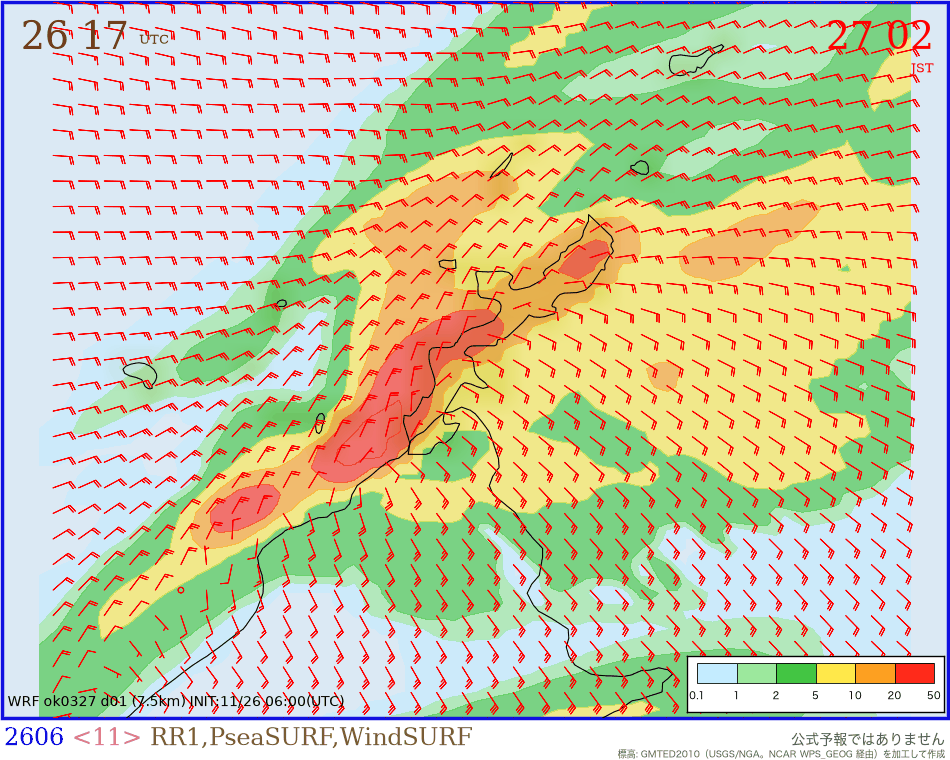 26 17 UTC
27 02
JST
0.1 1 2 5 10 20 50
WRF ok0327 d01 (7.5km) INIT:11/26 06:00(UTC)
2606 <11> RR1,PseaSURF,WindSURF
公式予報ではありません
標高: GMTED2010（USGS/NGA。NCAR WPS_GEOG 経由）を加工して作成